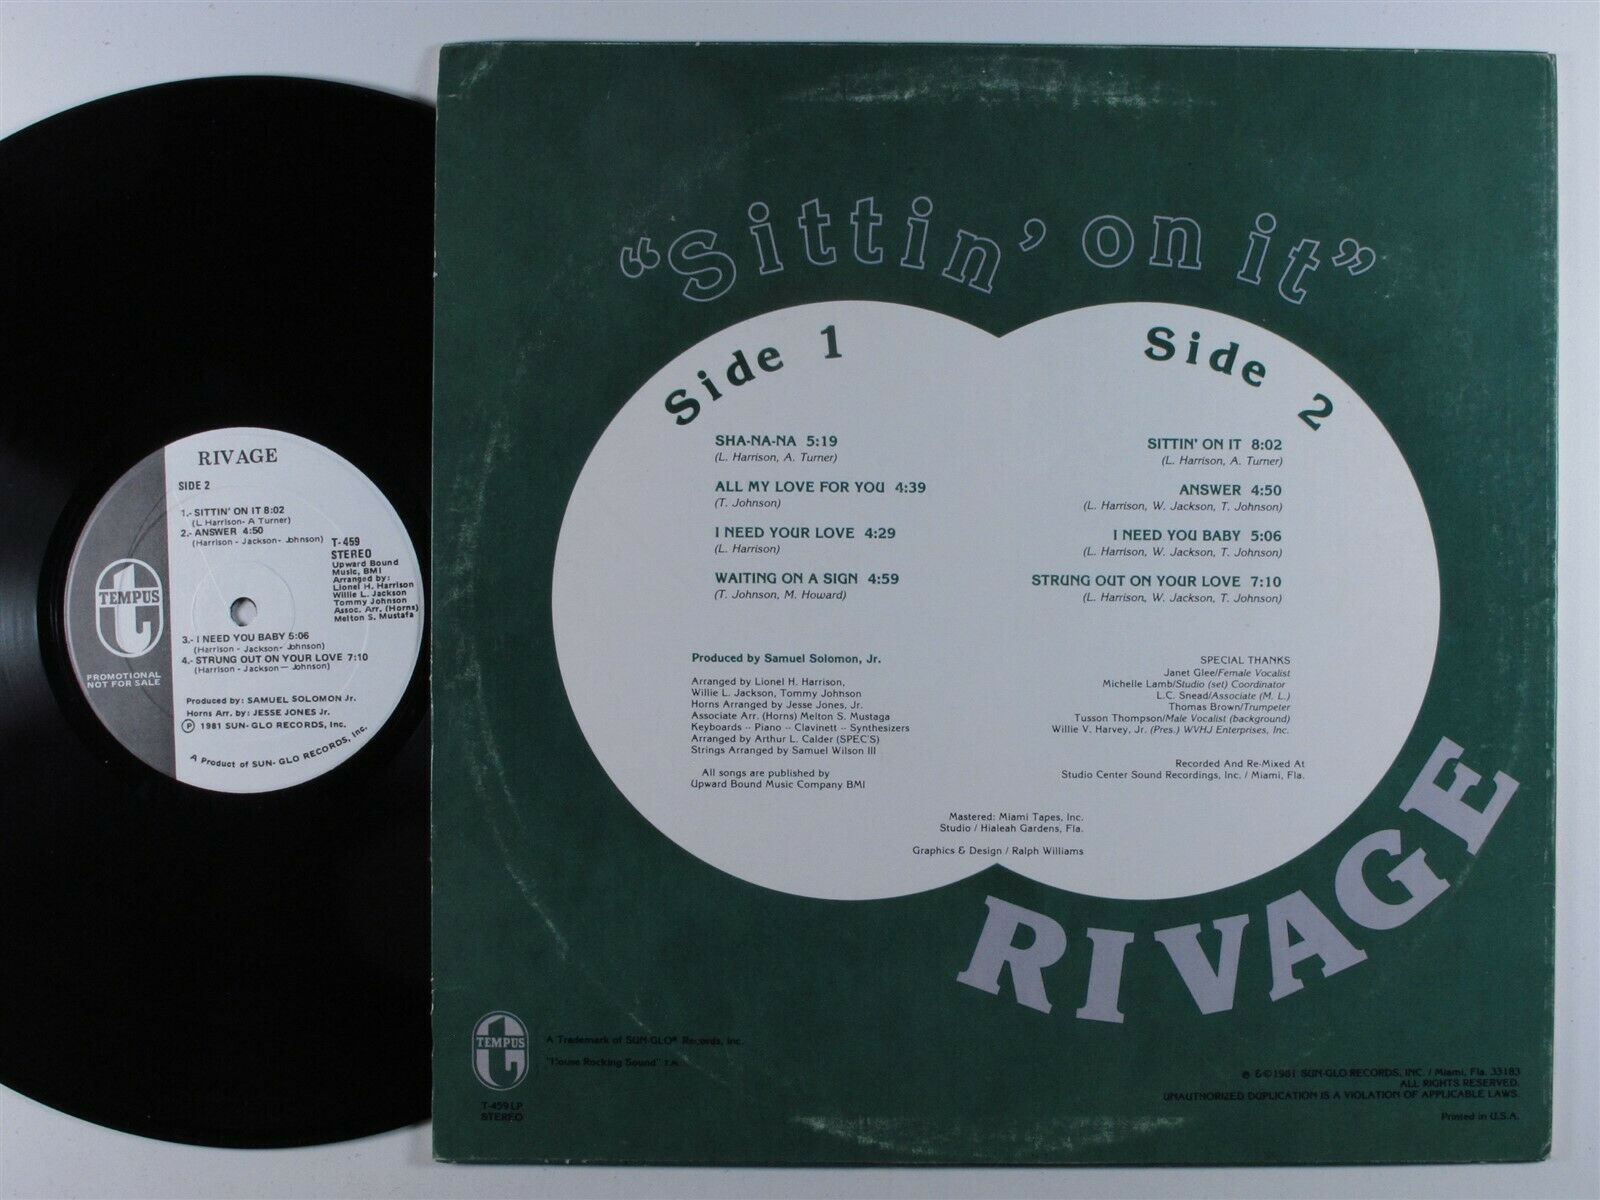 RIVAGE
SIDE 2
1.- SITTIN' ON IT 8:02
(L Harrison- A Turner)
2.- ANSWER 4:50
(Harrison - Jackson- Johnson)
T-459
STEREO
Upward Bound
Music, BMI
Arranged by:
Lionel H. Harrison
Willie L. Jackson
Tommy Johnson
Assoc. Arr. (Horns)
Melton S. Mustafa
TEMPUS
t
PROMOTIONAL
NOT FOR SALE
3.- I NEED YOU BABY 5:06
(Harrison - Jackson- Johnson)
4.- STRUNG OUT ON YOUR LOVE 7:10
(Harrison - Jackson — Johnson)
Produced by: SAMUEL SOLOMON Jr.
Horns Arr. by: JESSE JONES Jr.
Ⓟ 1981 SUN- GLO RECORDS, Inc.
A Product of SUN- GLO RECORDS, Inc.
"Sittin' on it"
Side 1
SHA-NA-NA 5:19
(L. Harrison, A. Turner)
ALL MY LOVE FOR YOU 4:39
(T. Johnson)
I NEED YOUR LOVE 4:29
(L. Harrison)
WAITING ON A SIGN 4:59
(T. Johnson, M. Howard)
Side 2
SITTIN' ON IT 8:02
(L. Harrison, A. Turner)
ANSWER 4:50
(L. Harrison, W. Jackson, T. Johnson)
I NEED YOU BABY 5:06
(L. Harrison, W. Jackson, T. Johnson)
STRUNG OUT ON YOUR LOVE 7:10
(L. Harrison, W. Jackson, T. Johnson)
Produced by Samuel Solomon, Jr.
Arranged by Lionel H. Harrison,
Willie L. Jackson, Tommy Johnson
Horns Arranged by Jesse Jones, Jr.
Associate Arr. (Horns) Melton S. Mustaga
Keyboards -- Piano -- Clavinett -- Synthesizers
Arranged by Arthur L. Calder (SPEC'S)
Strings Arranged by Samuel Wilson III
All songs are published by
Upward Bound Music Company BMI
SPECIAL THANKS
Janet Glee/Female Vocalist
Michelle Lamb/Studio (set) Coordinator
L.C. Snead/Associate (M. L.)
Thomas Brown/Trumpeter
Tusson Thompson/Male Vocalist (background)
Willie V. Harvey, Jr. (Pres.) WVHJ Enterprises, Inc.
Recorded And Re-Mixed At
Studio Center Sound Recordings, Inc. / Miami, Fla.
Mastered: Miami Tapes, Inc.
Studio / Hialeah Gardens, Fla.
Graphics & Design / Ralph Williams
RIVAGE
TEMPUS
t
A Trademark of SUN-GLO® Records, Inc.
"House Rocking Sound" T.M.
T-459 LP
STEREO
℗ &©1981 SUN-GLO RECORDS, INC. / Miami, Fla. 33183
ALL RIGHTS RESERVED.
UNAUTHORIZED DUPLICATION IS A VIOLATION OF APPLICABLE LAWS.
Printed in U.S.A.